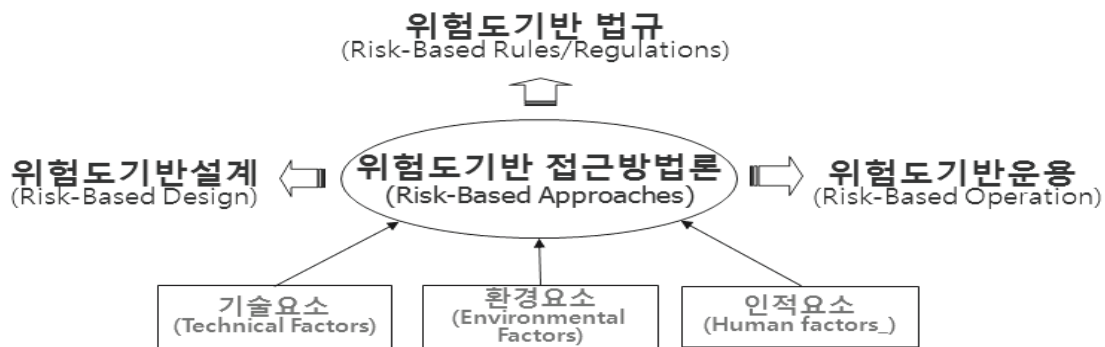 위험도기반 법규
(Risk-Based Rules/Regulations)
위험도기반설계
(Risk-Based Design)
위험도기반 접근방법론
(Risk-Based Approaches)
위험도기반운용
(Risk-Based Operation)
기술요소
(Technical Factors)
환경요소
(Environmental
Factors)
인적요소
(Human factors_)